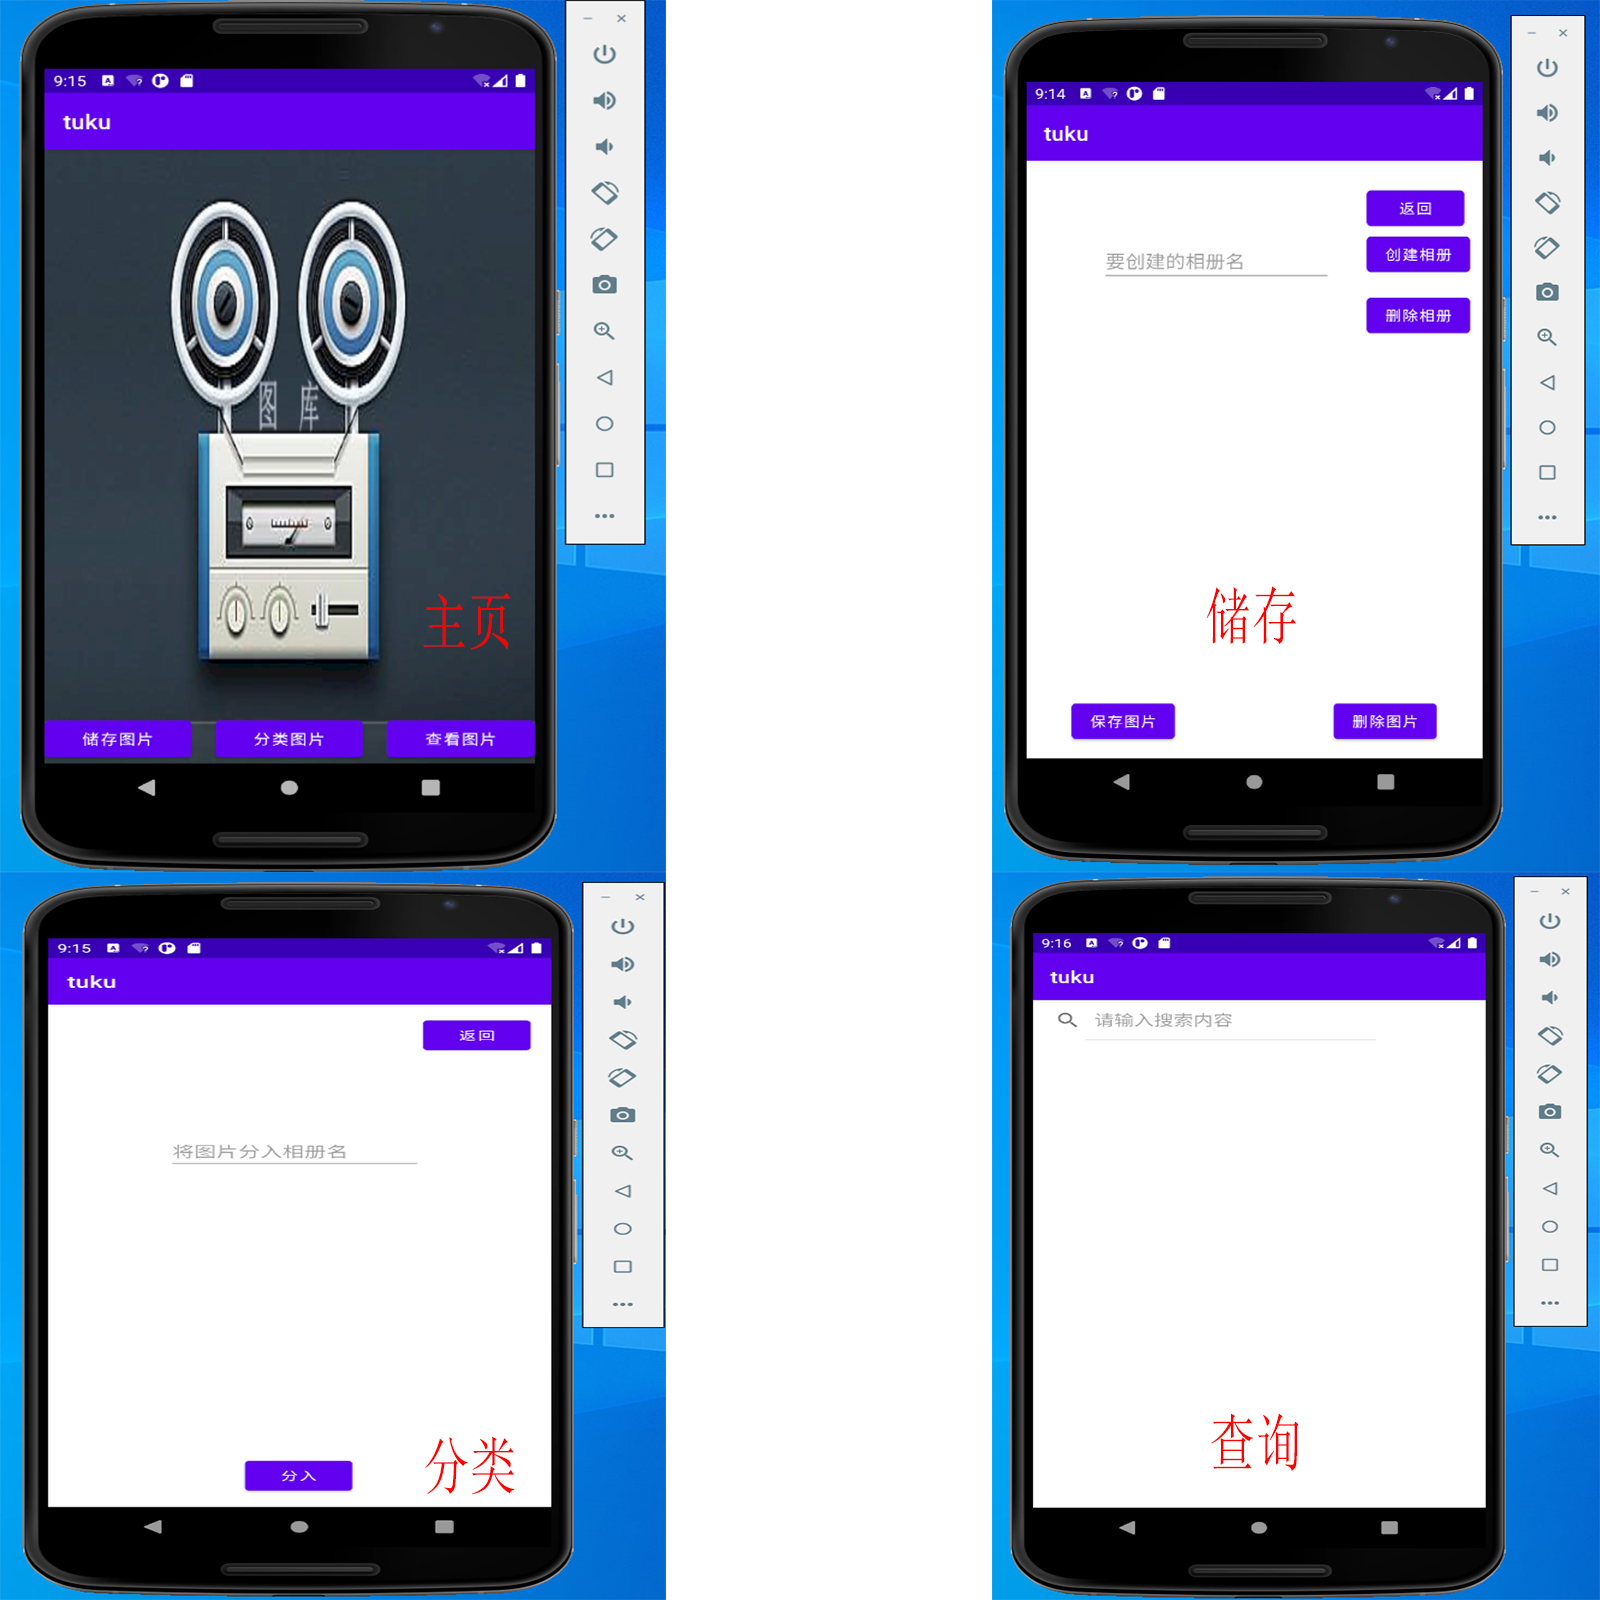 9:15
tuku
图 库
主页
储存图片 分类图片 查看图片
9:14
tuku
返回
要创建的相册名
创建相册
删除相册
储存
保存图片 删除图片
9:15
tuku
返回
将图片分入相册名
分类
分入
9:16
tuku
请输入搜索内容
查询